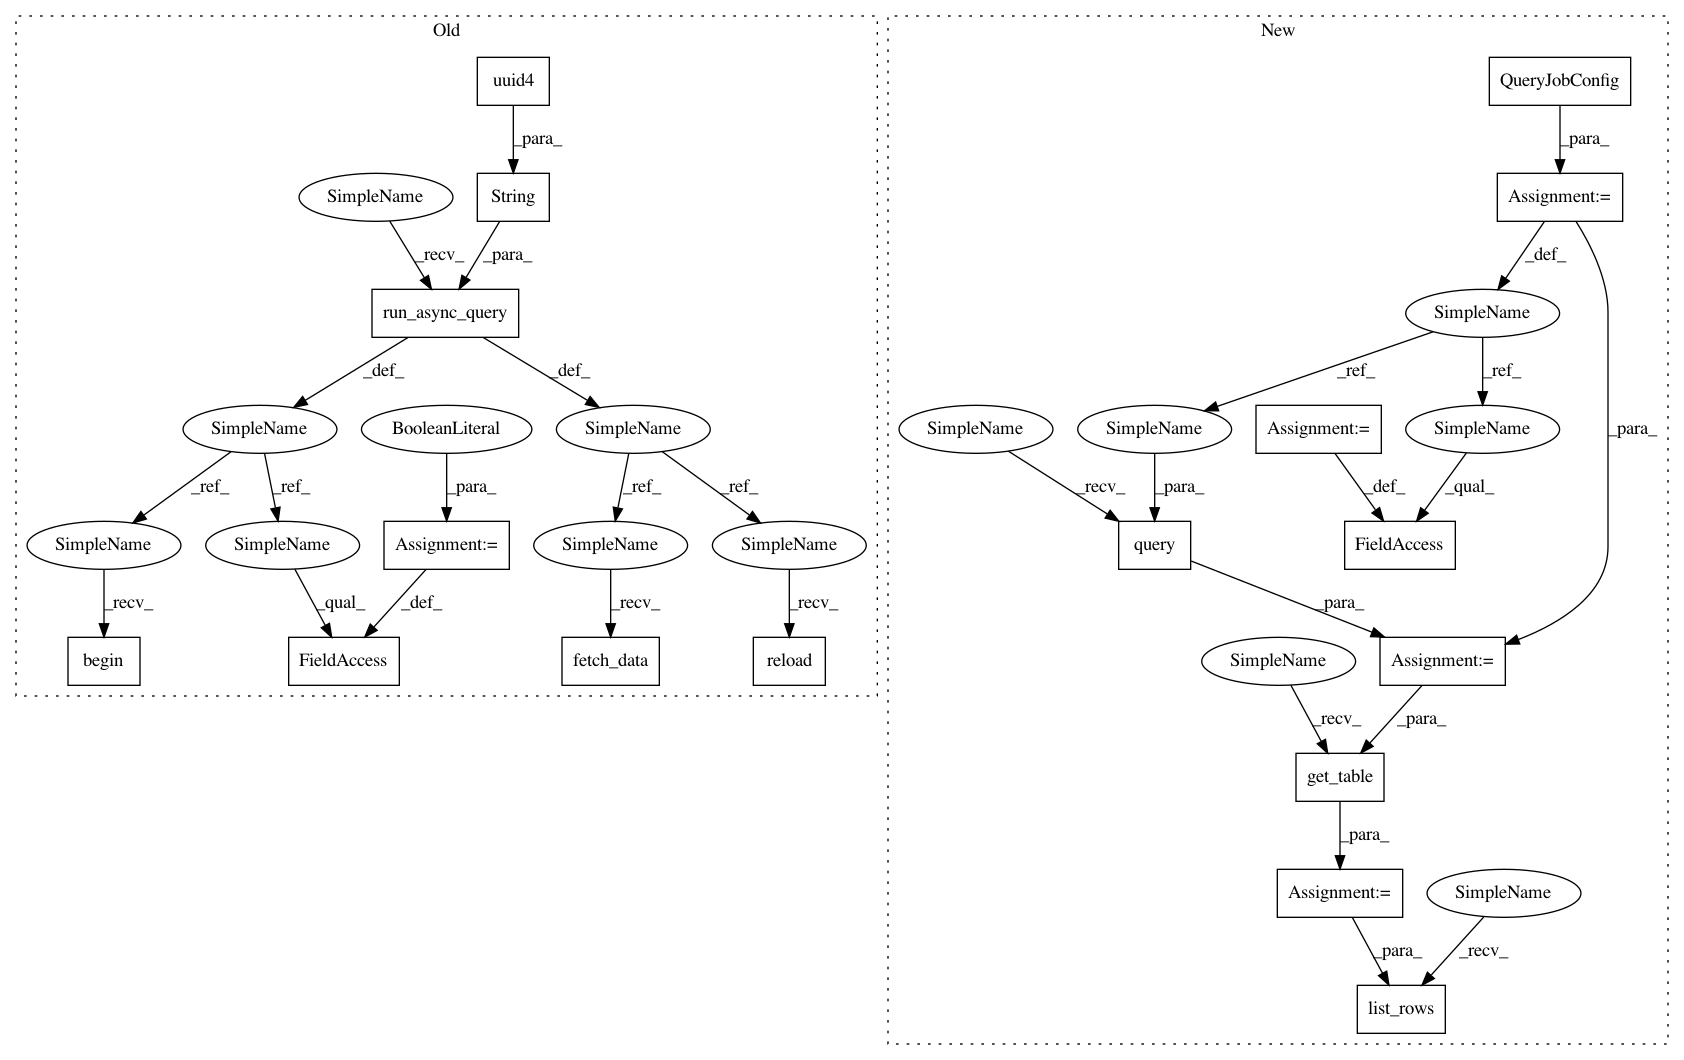 Old
New
uuid4
QueryJobConfig
_para_
_para_
SimpleName
String
Assignment:=
_recv_
_para_
_def_
run_async_query
SimpleName
_def_
_def_
_ref_
_ref_
SimpleName
BooleanLiteral
SimpleName
SimpleName
SimpleName
Assignment:=
SimpleName
_para_
_ref_
_ref_
_para_
_ref_
_ref_
_recv_
_para_
_def_
_qual_
SimpleName
SimpleName
Assignment:=
SimpleName
SimpleName
query
FieldAccess
_recv_
_qual_
_def_
_recv_
_recv_
_para_
begin
FieldAccess
fetch_data
reload
SimpleName
Assignment:=
_recv_
_para_
get_table
_para_
Assignment:=
SimpleName
_para_
_recv_
list_rows